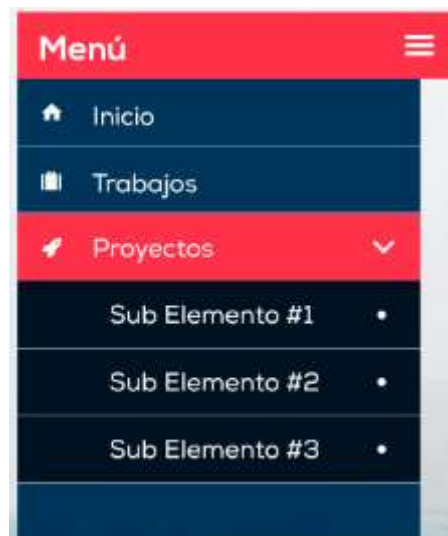 Menú
Inicio
Trabajos
Proyectos
Sub Elemento #1
Sub Elemento #2
Sub Elemento #3